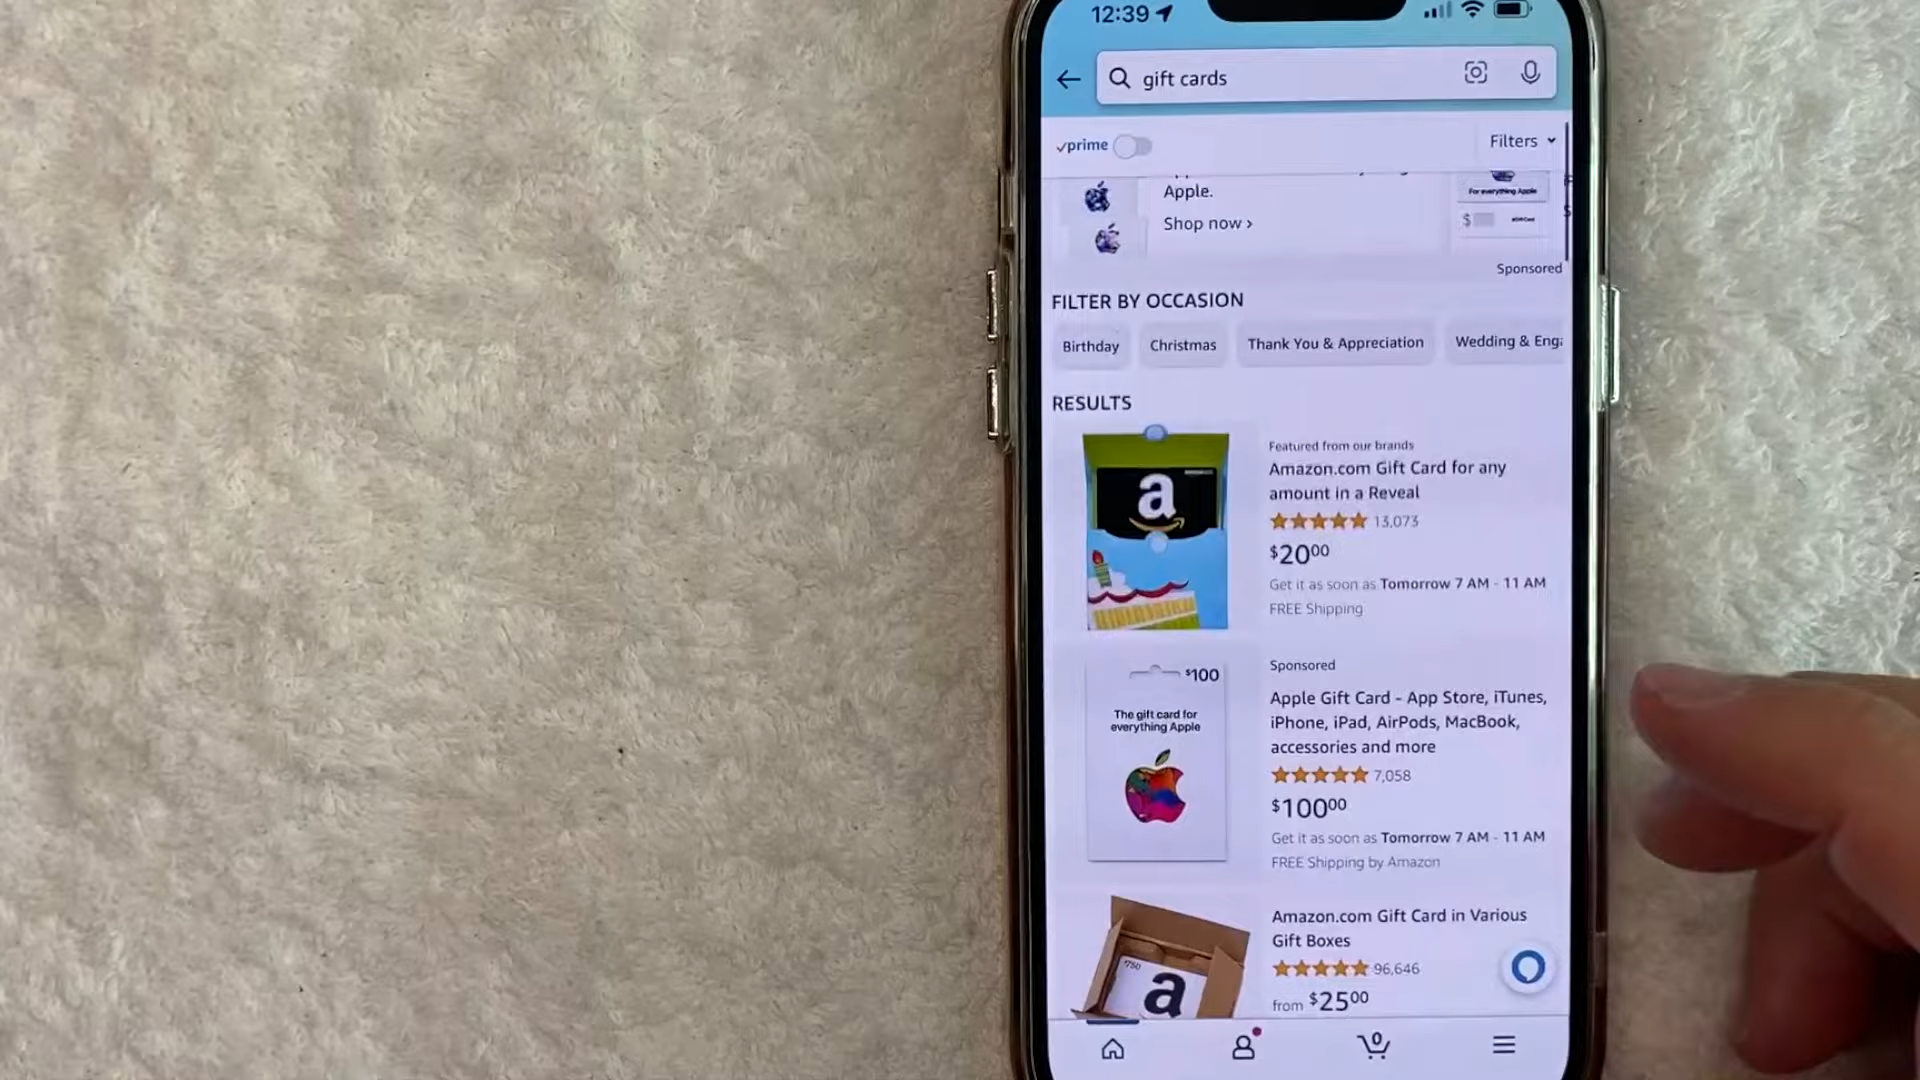 12:39
gift cards
prime
Filters
Apple.
For everything Apple
Shop now ›
$
Sponsored
FILTER BY OCCASION
Birthday
Christmas
Thank You & Appreciation
Wedding & Enga
RESULTS
Featured from our brands
Amazon.com Gift Card for any
amount in a Reveal
13,073
$20 00
Get it as soon as Tomorrow 7 AM - 11 AM
FREE Shipping
a
$100
The gift card for
everything Apple
Sponsored
Apple Gift Card - App Store, iTunes,
iPhone, iPad, AirPods, MacBook,
accessories and more
7,058
$100 00
Get it as soon as Tomorrow 7 AM - 11 AM
FREE Shipping by Amazon
Amazon.com Gift Card in Various
Gift Boxes
96,646
from $25 00
$750
a
0